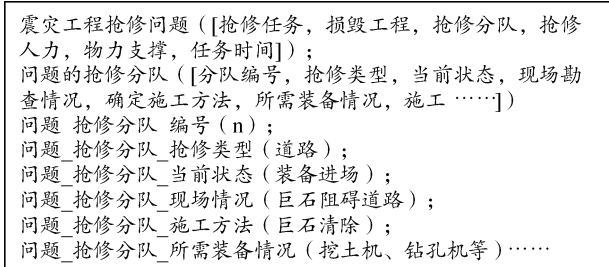 震灾工程抢修问题（[抢修任务，损毁工程，抢修分队，抢修
人力，物力支撑，任务时间]）；
问题的抢修分队（[分队编号，抢修类型，当前状态，现场勘
查情况，确定施工方法，所需装备情况，施工……]）
问题_抢修分队_编号（n）；
问题_抢修分队_抢修类型（道路）；
问题_抢修分队_当前状态（装备进场）；
问题_抢修分队_现场情况（巨石阻碍道路）；
问题_抢修分队_施工方法（巨石清除）；
问题_抢修分队_所需装备情况（挖土机、钻孔机等）……